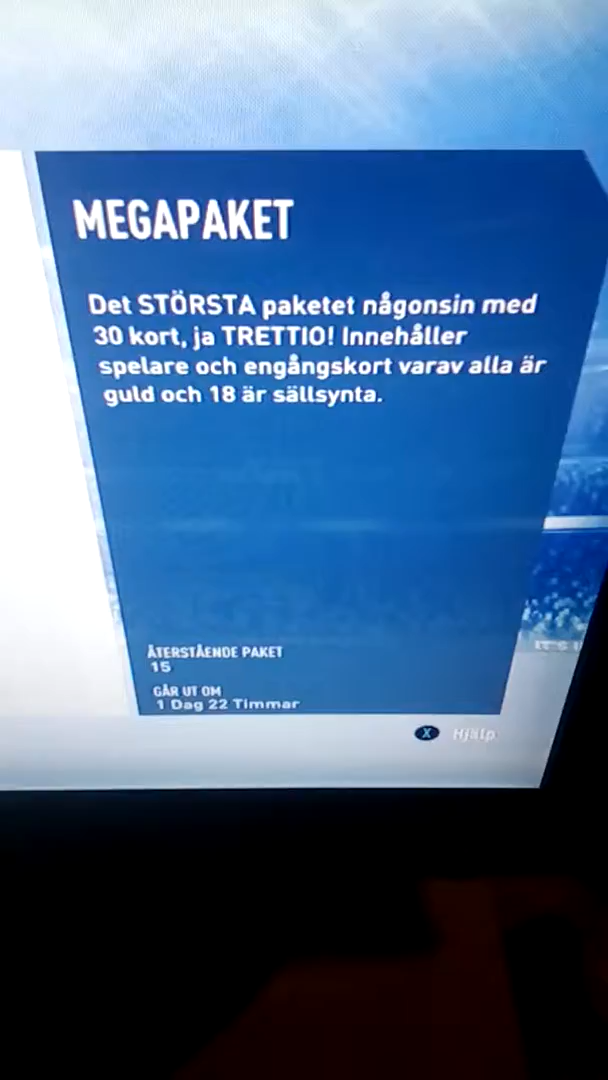 MEGAPAKET
Det STÖRSTA paketet någonsin med
30 kort, ja TRETTIO! Innehåller
spelare och engångskort varav alla är
guld och 18 är sällsynta.
ÅTERSTÅENDE PAKET
15
GÅR UT OM
1 Dag 22 Timmar
X Hjälp